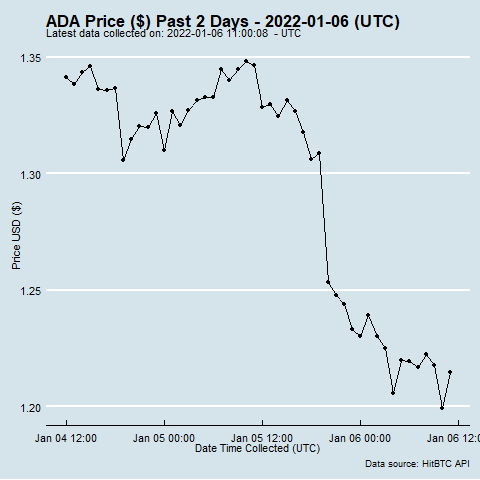 ADA Price ($) Past 2 Days - 2022-01-06 (UTC)
Latest data collected on: 2022-01-06 11:00:08 - UTC
1.35
1.30
1.25
1.20
Price USD ($)
Jan 04 12:00 Jan 05 00:00 Jan 05 12:00 Jan 06 00:00 Jan 06 12:
Date Time Collected (UTC)
Data source: HitBTC API